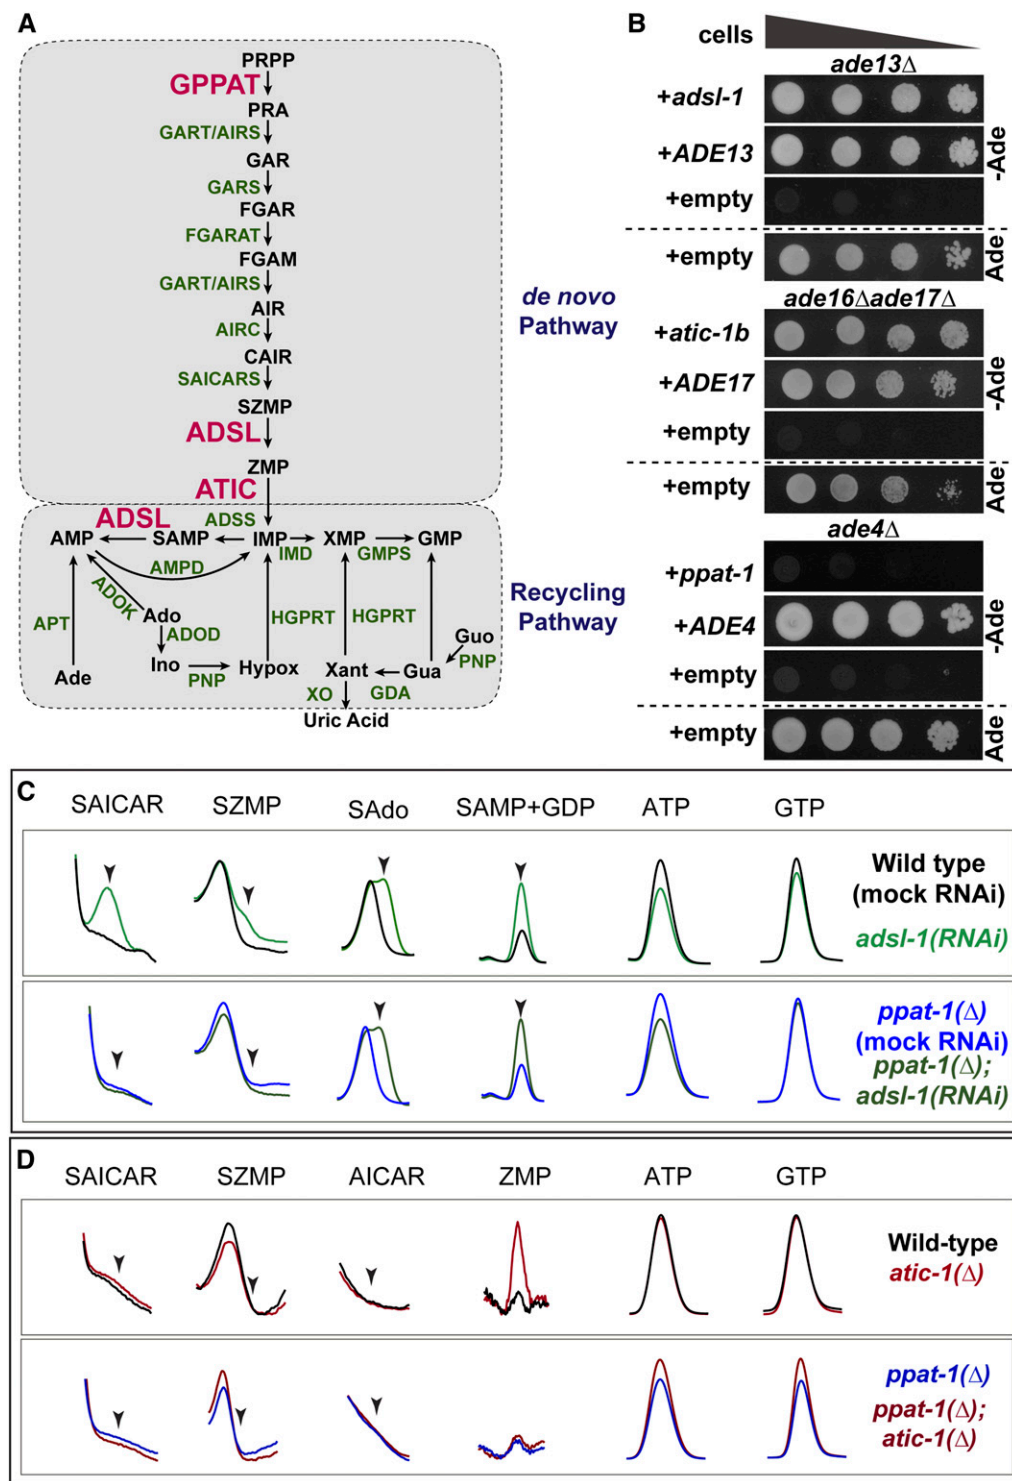 A
PRPP
GPPAT
PRA
GART/AIRS
GAR
GARS
FGAR
FGARAT
FGAM
GART/AIRS
AIR
AIRC
CAIR
SAICARS
SZMP
ADSL
ZMP
ATIC
de novo
Pathway
ADSL
ADSS
AMP
SAMP
IMP
XMP
GMP
IMD
GMPS
AMPD
ADOK
Ado
APT
ADOD
HGPRT
HGPRT
Guo
Ino
PNP
Hypox
Xant
Gua
PNP
Ade
XO
GDA
Uric Acid
Recycling
Pathway
B
cells
ade13Δ
+adsl-1
+ADE13
+empty
-Ade
+empty
Ade
ade16Δade17Δ
+atic-1b
+ADE17
+empty
-Ade
+empty
Ade
ade4Δ
+ppat-1
+ADE4
+empty
-Ade
+empty
Ade
C
SAICAR SZMP SAdo SAMP+GDP ATP GTP
Wild type
(mock RNAi)
adsl-1(RNAi)
ppat-1(Δ)
(mock RNAi)
ppat-1(Δ);
adsl-1(RNAi)
D
SAICAR SZMP AICAR ZMP ATP GTP
Wild-type
atic-1(Δ)
ppat-1(Δ)
ppat-1(Δ);
atic-1(Δ)